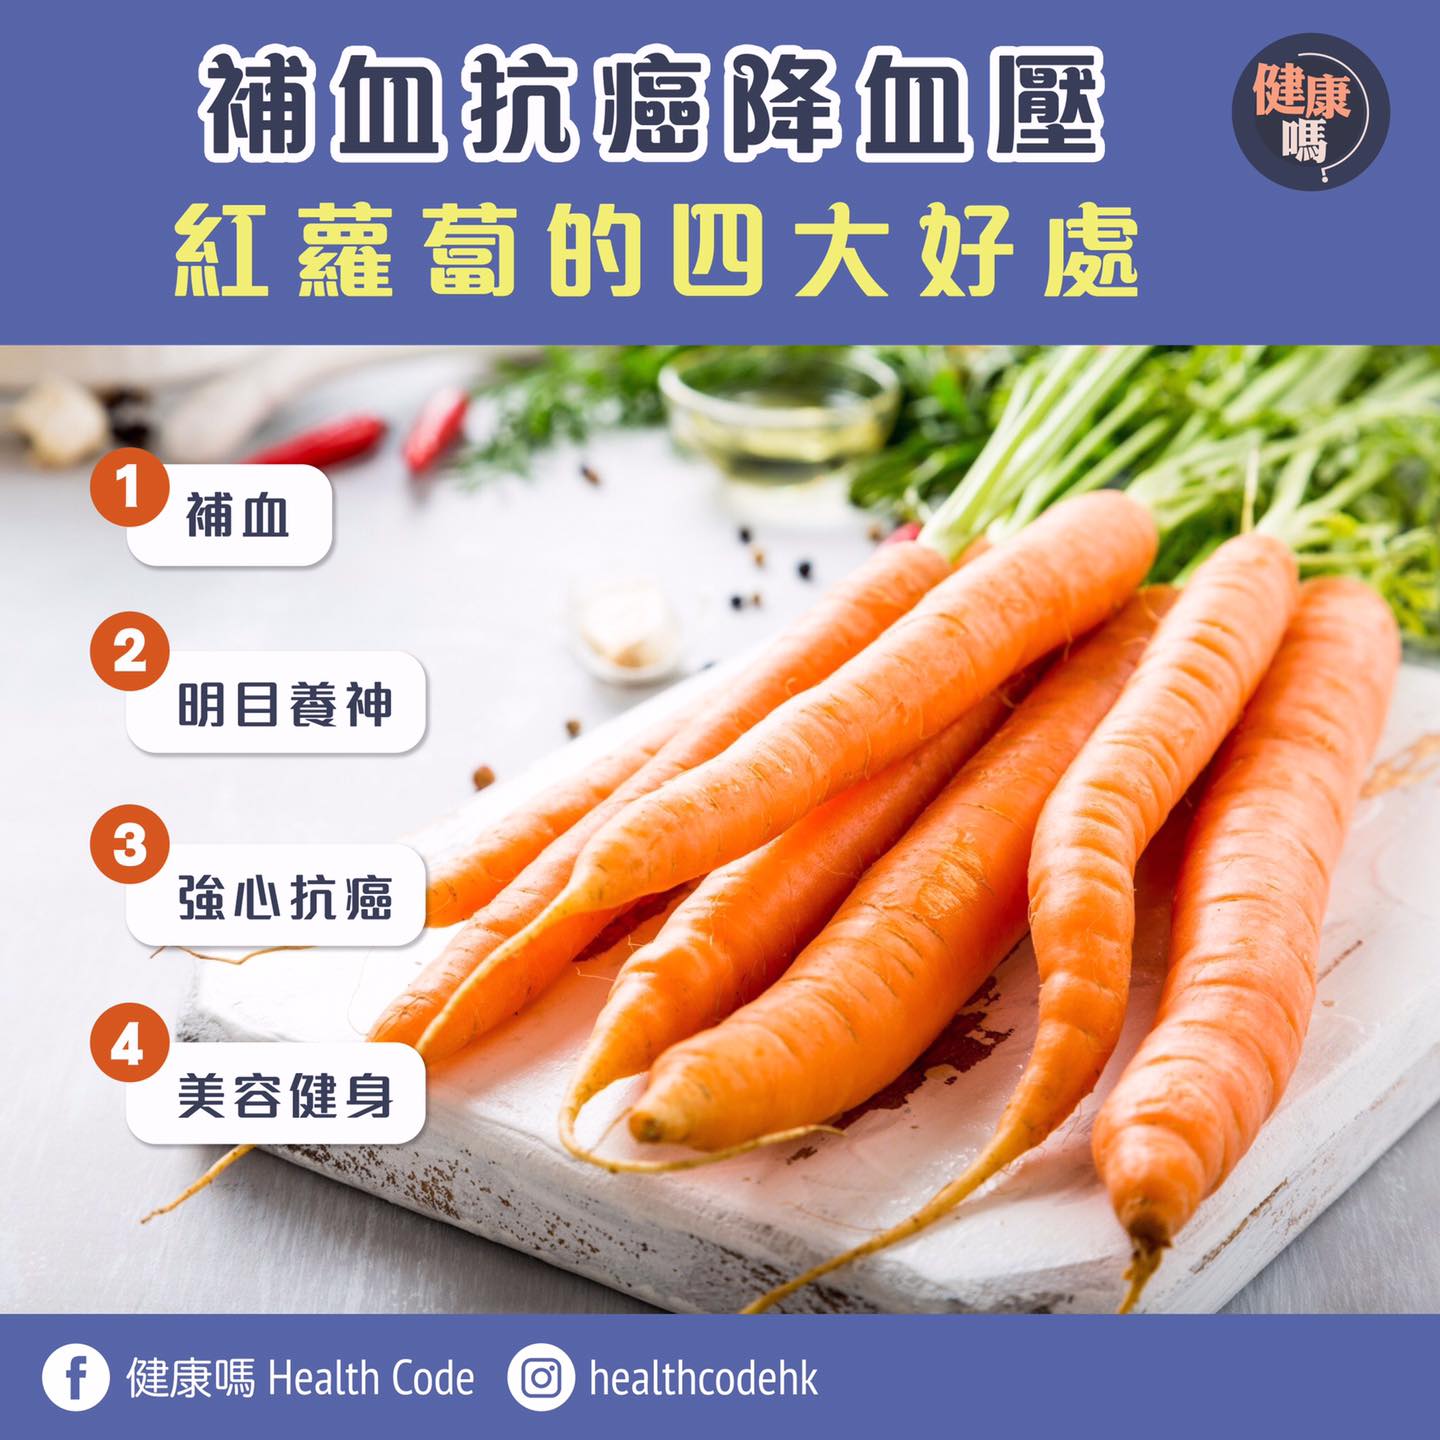 補血抗癌降血壓
健康
嗎?
紅蘿蔔的四大好處
1
補血
2
明目養神
3
強心抗癌
4
美容健身
健康嗎 Health Code
healthcodehk